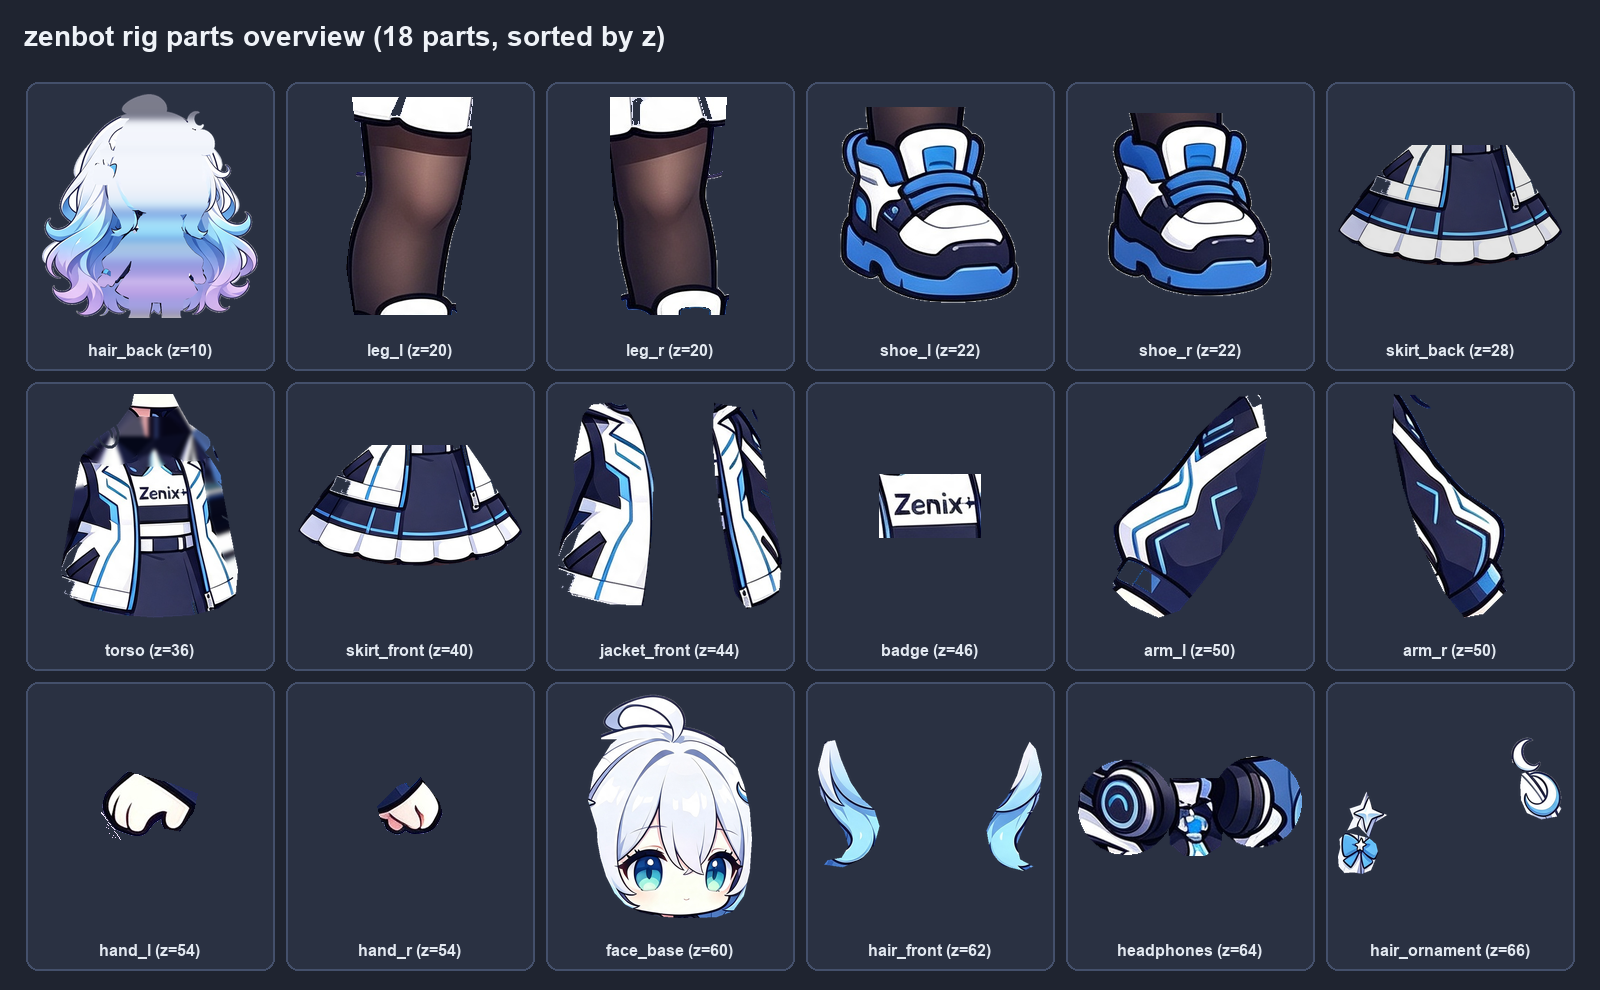 zenbot rig parts overview (18 parts, sorted by z)
hair_back (z=10)
leg_l (z=20)
leg_r (z=20)
shoe_l (z=22)
shoe_r (z=22)
skirt_back (z=28)
Zenix+
torso (z=36)
skirt_front (z=40)
jacket_front (z=44)
Zenix+
badge (z=46)
arm_l (z=50)
arm_r (z=50)
hand_l (z=54)
hand_r (z=54)
face_base (z=60)
hair_front (z=62)
headphones (z=64)
hair_ornament (z=66)